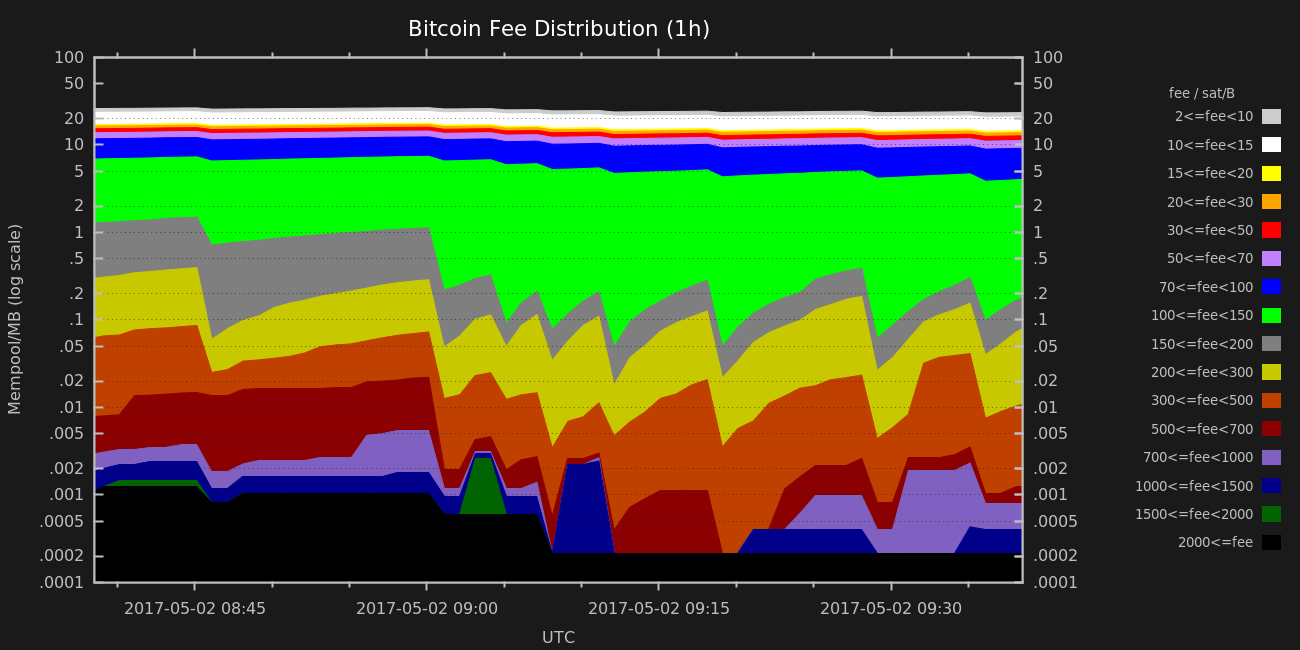 Bitcoin Fee Distribution (1h)
Mempool/MB (log scale)
100
50
20
10
5
2
1
.5
.2
.1
.05
.02
.01
.005
.002
.001
.0005
.0002
.0001
100
50
20
10
5
2
1
.5
.2
.1
.05
.02
.01
.005
.002
.001
.0005
.0002
.0001
2017-05-02 08:45
2017-05-02 09:00
2017-05-02 09:15
2017-05-02 09:30
UTC
fee / sat/B
2<=fee<10
10<=fee<15
15<=fee<20
20<=fee<30
30<=fee<50
50<=fee<70
70<=fee<100
100<=fee<150
150<=fee<200
200<=fee<300
300<=fee<500
500<=fee<700
700<=fee<1000
1000<=fee<1500
1500<=fee<2000
2000<=fee